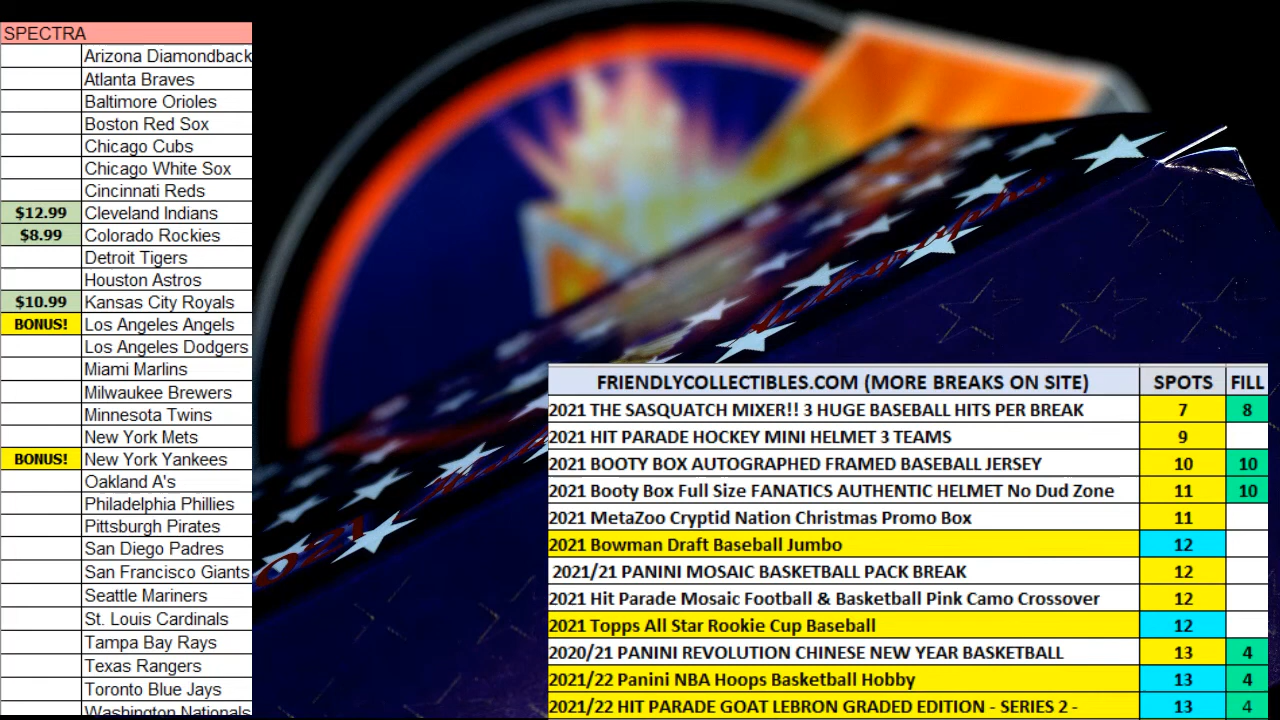 SPECTRA
Arizona Diamondback
Atlanta Braves
Baltimore Orioles
Boston Red Sox
Chicago Cubs
Chicago White Sox
Cincinnati Reds
$12.99 Cleveland Indians
$8.99 Colorado Rockies
Detroit Tigers
Houston Astros
$10.99 Kansas City Royals
BONUS! Los Angeles Angels
Los Angeles Dodgers
Miami Marlins
Milwaukee Brewers
Minnesota Twins
New York Mets
BONUS! New York Yankees
Oakland A's
Philadelphia Phillies
Pittsburgh Pirates
San Diego Padres
San Francisco Giants
Seattle Mariners
St. Louis Cardinals
Tampa Bay Rays
Texas Rangers
Toronto Blue Jays
Washington Nationals
FRIENDLYCOLLECTIBLES.COM (MORE BREAKS ON SITE) SPOTS FILL
2021 THE SASQUATCH MIXER!! 3 HUGE BASEBALL HITS PER BREAK 7 8
2021 HIT PARADE HOCKEY MINI HELMET 3 TEAMS 9
2021 BOOTY BOX AUTOGRAPHED FRAMED BASEBALL JERSEY 10 10
2021 Booty Box Full Size FANATICS AUTHENTIC HELMET No Dud Zone 11 10
2021 MetaZoo Cryptid Nation Christmas Promo Box 11
2021 Bowman Draft Baseball Jumbo 12
2021/21 PANINI MOSAIC BASKETBALL PACK BREAK 12
2021 Hit Parade Mosaic Football & Basketball Pink Camo Crossover 12
2021 Topps All Star Rookie Cup Baseball 12
2020/21 PANINI REVOLUTION CHINESE NEW YEAR BASKETBALL 13 4
2021/22 Panini NBA Hoops Basketball Hobby 13 4
2021/22 HIT PARADE GOAT LEBRON GRADED EDITION - SERIES 2 - 13 4